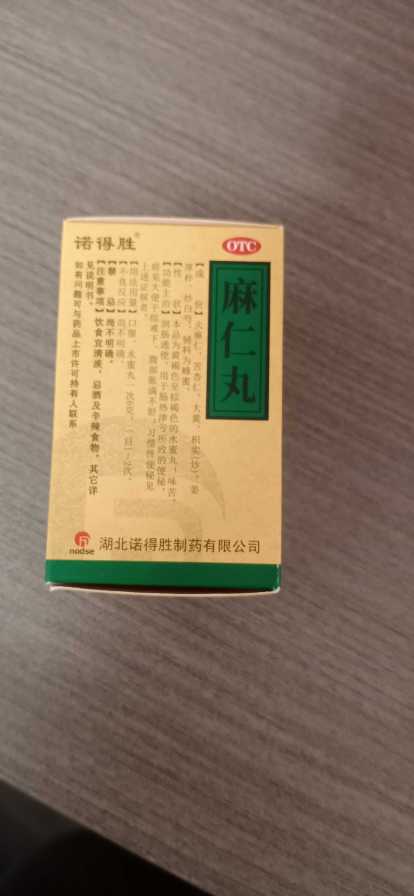 诺得胜®
OTC
麻仁丸
【成 份】火麻仁、苦杏仁、大黄、枳实(炒)、姜
厚朴、炒白芍。辅料为蜂蜜。
【性 状】本品为黄褐色至棕褐色的水蜜丸；味苦。
【功能主治】润肠通便。用于肠热津亏所致的便秘,
症见大便干结难下、腹部胀满不舒；习惯性便秘见
上述证候者。
【用法用量】口服。水蜜丸一次6克,一日1~2次。
【不良反应】尚不明确。
【禁 忌】尚不明确。
【注意事项】饮食宜清淡,忌酒及辛辣食物。其它详
见说明书。
如有问题可与药品上市许可持有人联系
nodse
湖北诺得胜制药有限公司